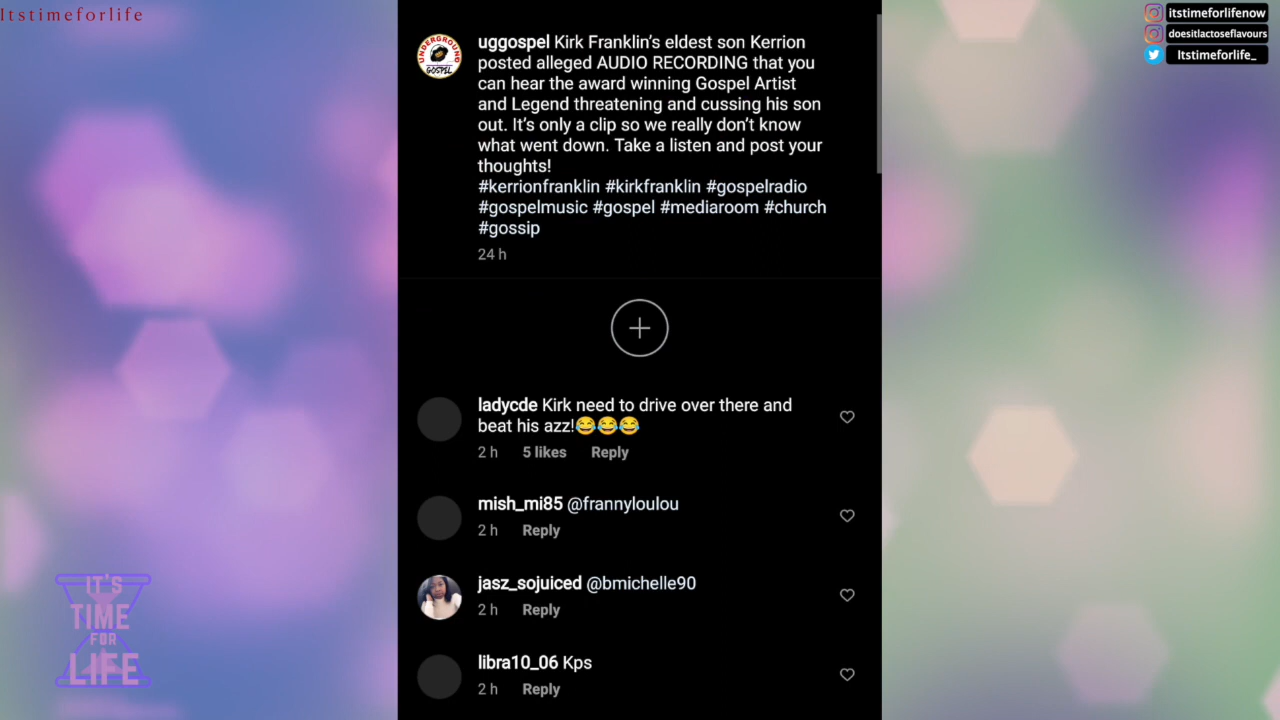 Itstimeforlife
itstimeforlifenow
doesitlactoseflavours
Itstimeforlife_
UNDERGROUND
GOSPEL
uggospel Kirk Franklin's eldest son Kerrion
posted alleged AUDIO RECORDING that you
can hear the award winning Gospel Artist
and Legend threatening and cussing his son
out. It's only a clip so we really don't know
what went down. Take a listen and post your
thoughts!
#kerrionfranklin #kirkfranklin #gospelradio
#gospelmusic #gospel #mediaroom #church
#gossip
24 h
ladycde Kirk need to drive over there and
beat his azz!😂😂😂
2 h 5 likes Reply
mish_mi85 @frannyloulou
2 h Reply
jasz_sojuiced @bmichelle90
2 h Reply
libra10_06 Kps
2 h Reply
IT'S
TIME
FOR
LIFE